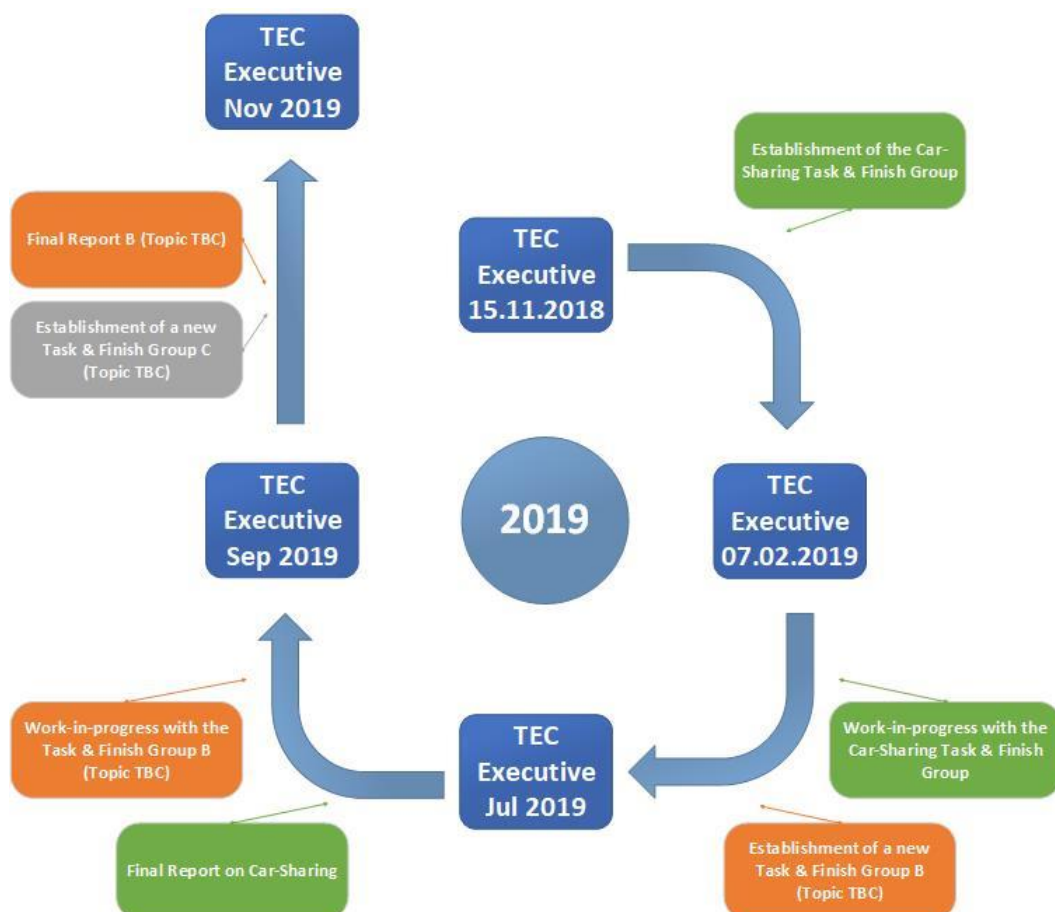 TEC
Executive
Nov 2019
Establishment of the Car-
Sharing Task & Finish Group
Final Report B (Topic TBC)
TEC
Executive
15.11.2018
Establishment of a new
Task & Finish Group C
(Topic TBC)
TEC
Executive
Sep 2019
2019
TEC
Executive
07.02.2019
Work-in-progress with the
Task & Finish Group B
(Topic TBC)
TEC
Executive
Jul 2019
Work-in-progress with the
Car-Sharing Task & Finish
Group
Final Report on Car-Sharing
Establishment of a new
Task & Finish Group B
(Topic TBC)